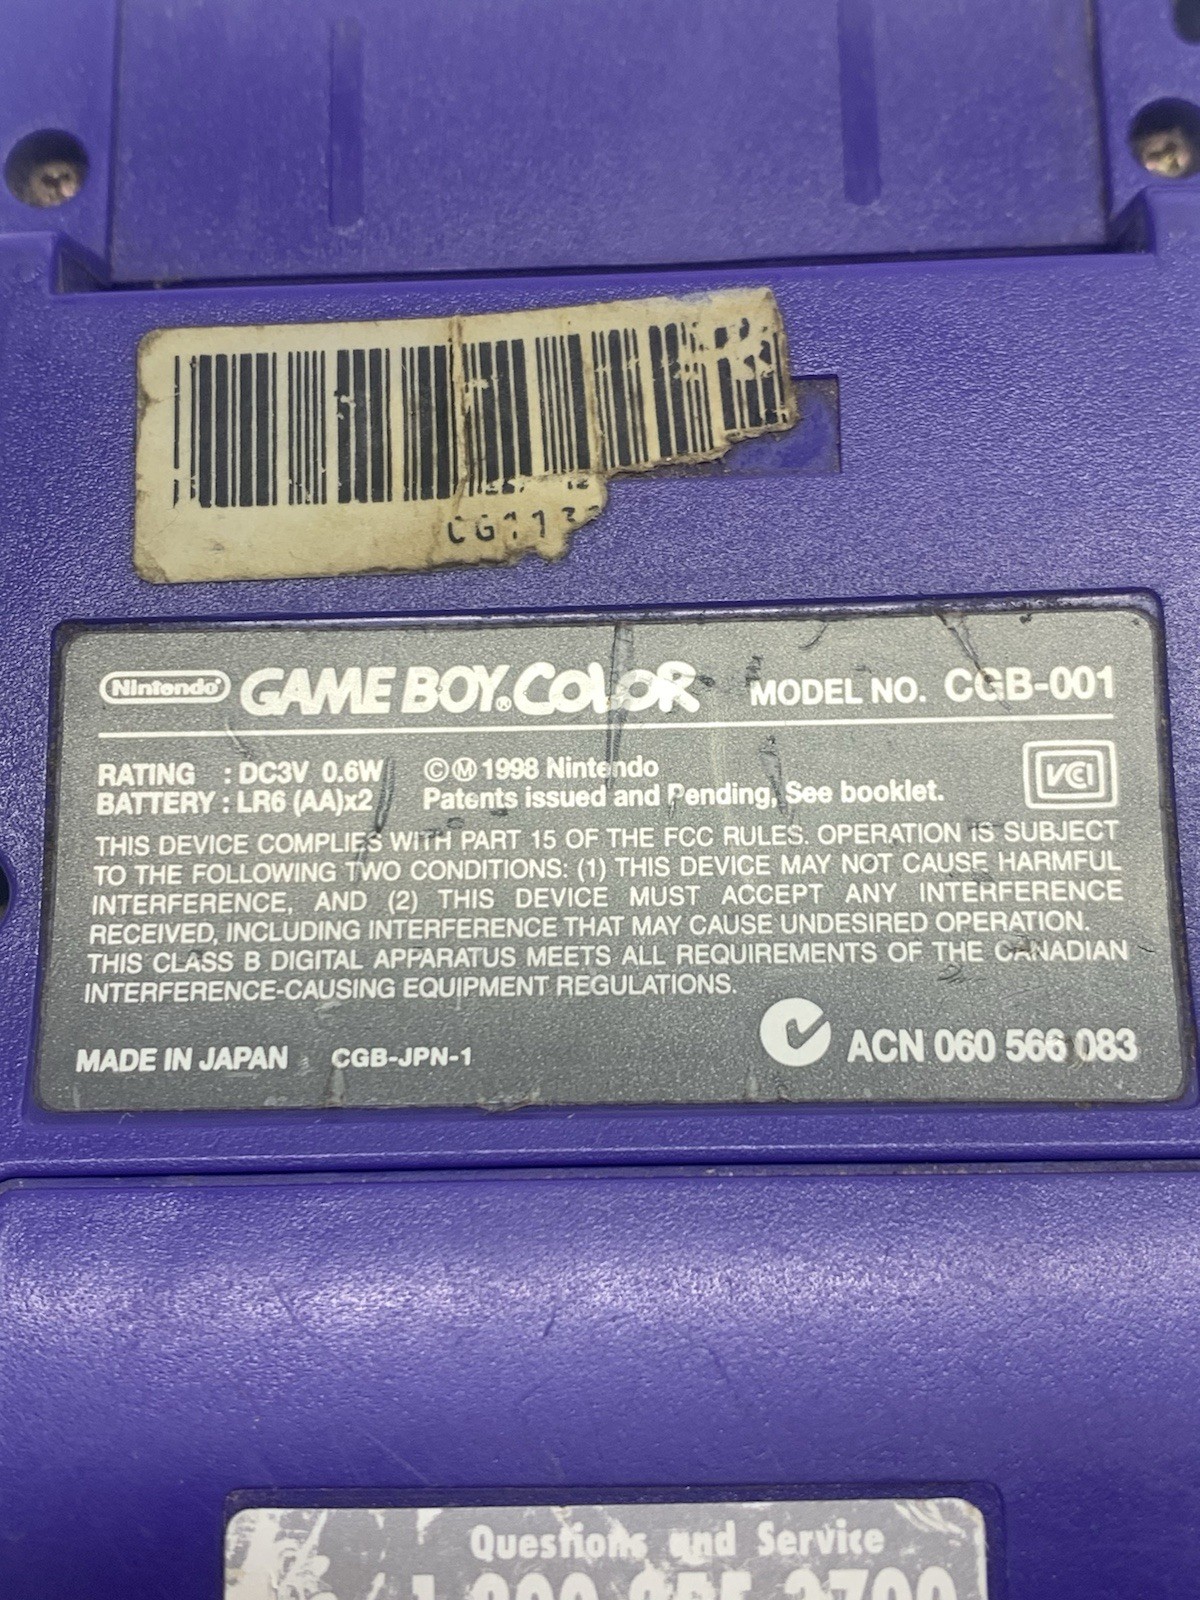 CG113
Nintendo® GAME BOY® COLOR MODEL NO. CGB-001
RATING : DC3V 0.6W ©Ⓜ 1998 Nintendo
BATTERY : LR6 (AA)x2 Patents issued and Pending, See booklet.
VCI
THIS DEVICE COMPLIES WITH PART 15 OF THE FCC RULES. OPERATION IS SUBJECT
TO THE FOLLOWING TWO CONDITIONS: (1) THIS DEVICE MAY NOT CAUSE HARMFUL
INTERFERENCE, AND (2) THIS DEVICE MUST ACCEPT ANY INTERFERENCE
RECEIVED, INCLUDING INTERFERENCE THAT MAY CAUSE UNDESIRED OPERATION.
THIS CLASS B DIGITAL APPARATUS MEETS ALL REQUIREMENTS OF THE CANADIAN
INTERFERENCE-CAUSING EQUIPMENT REGULATIONS.
MADE IN JAPAN CGB-JPN-1 ACN 060 566 083
Questions and Service